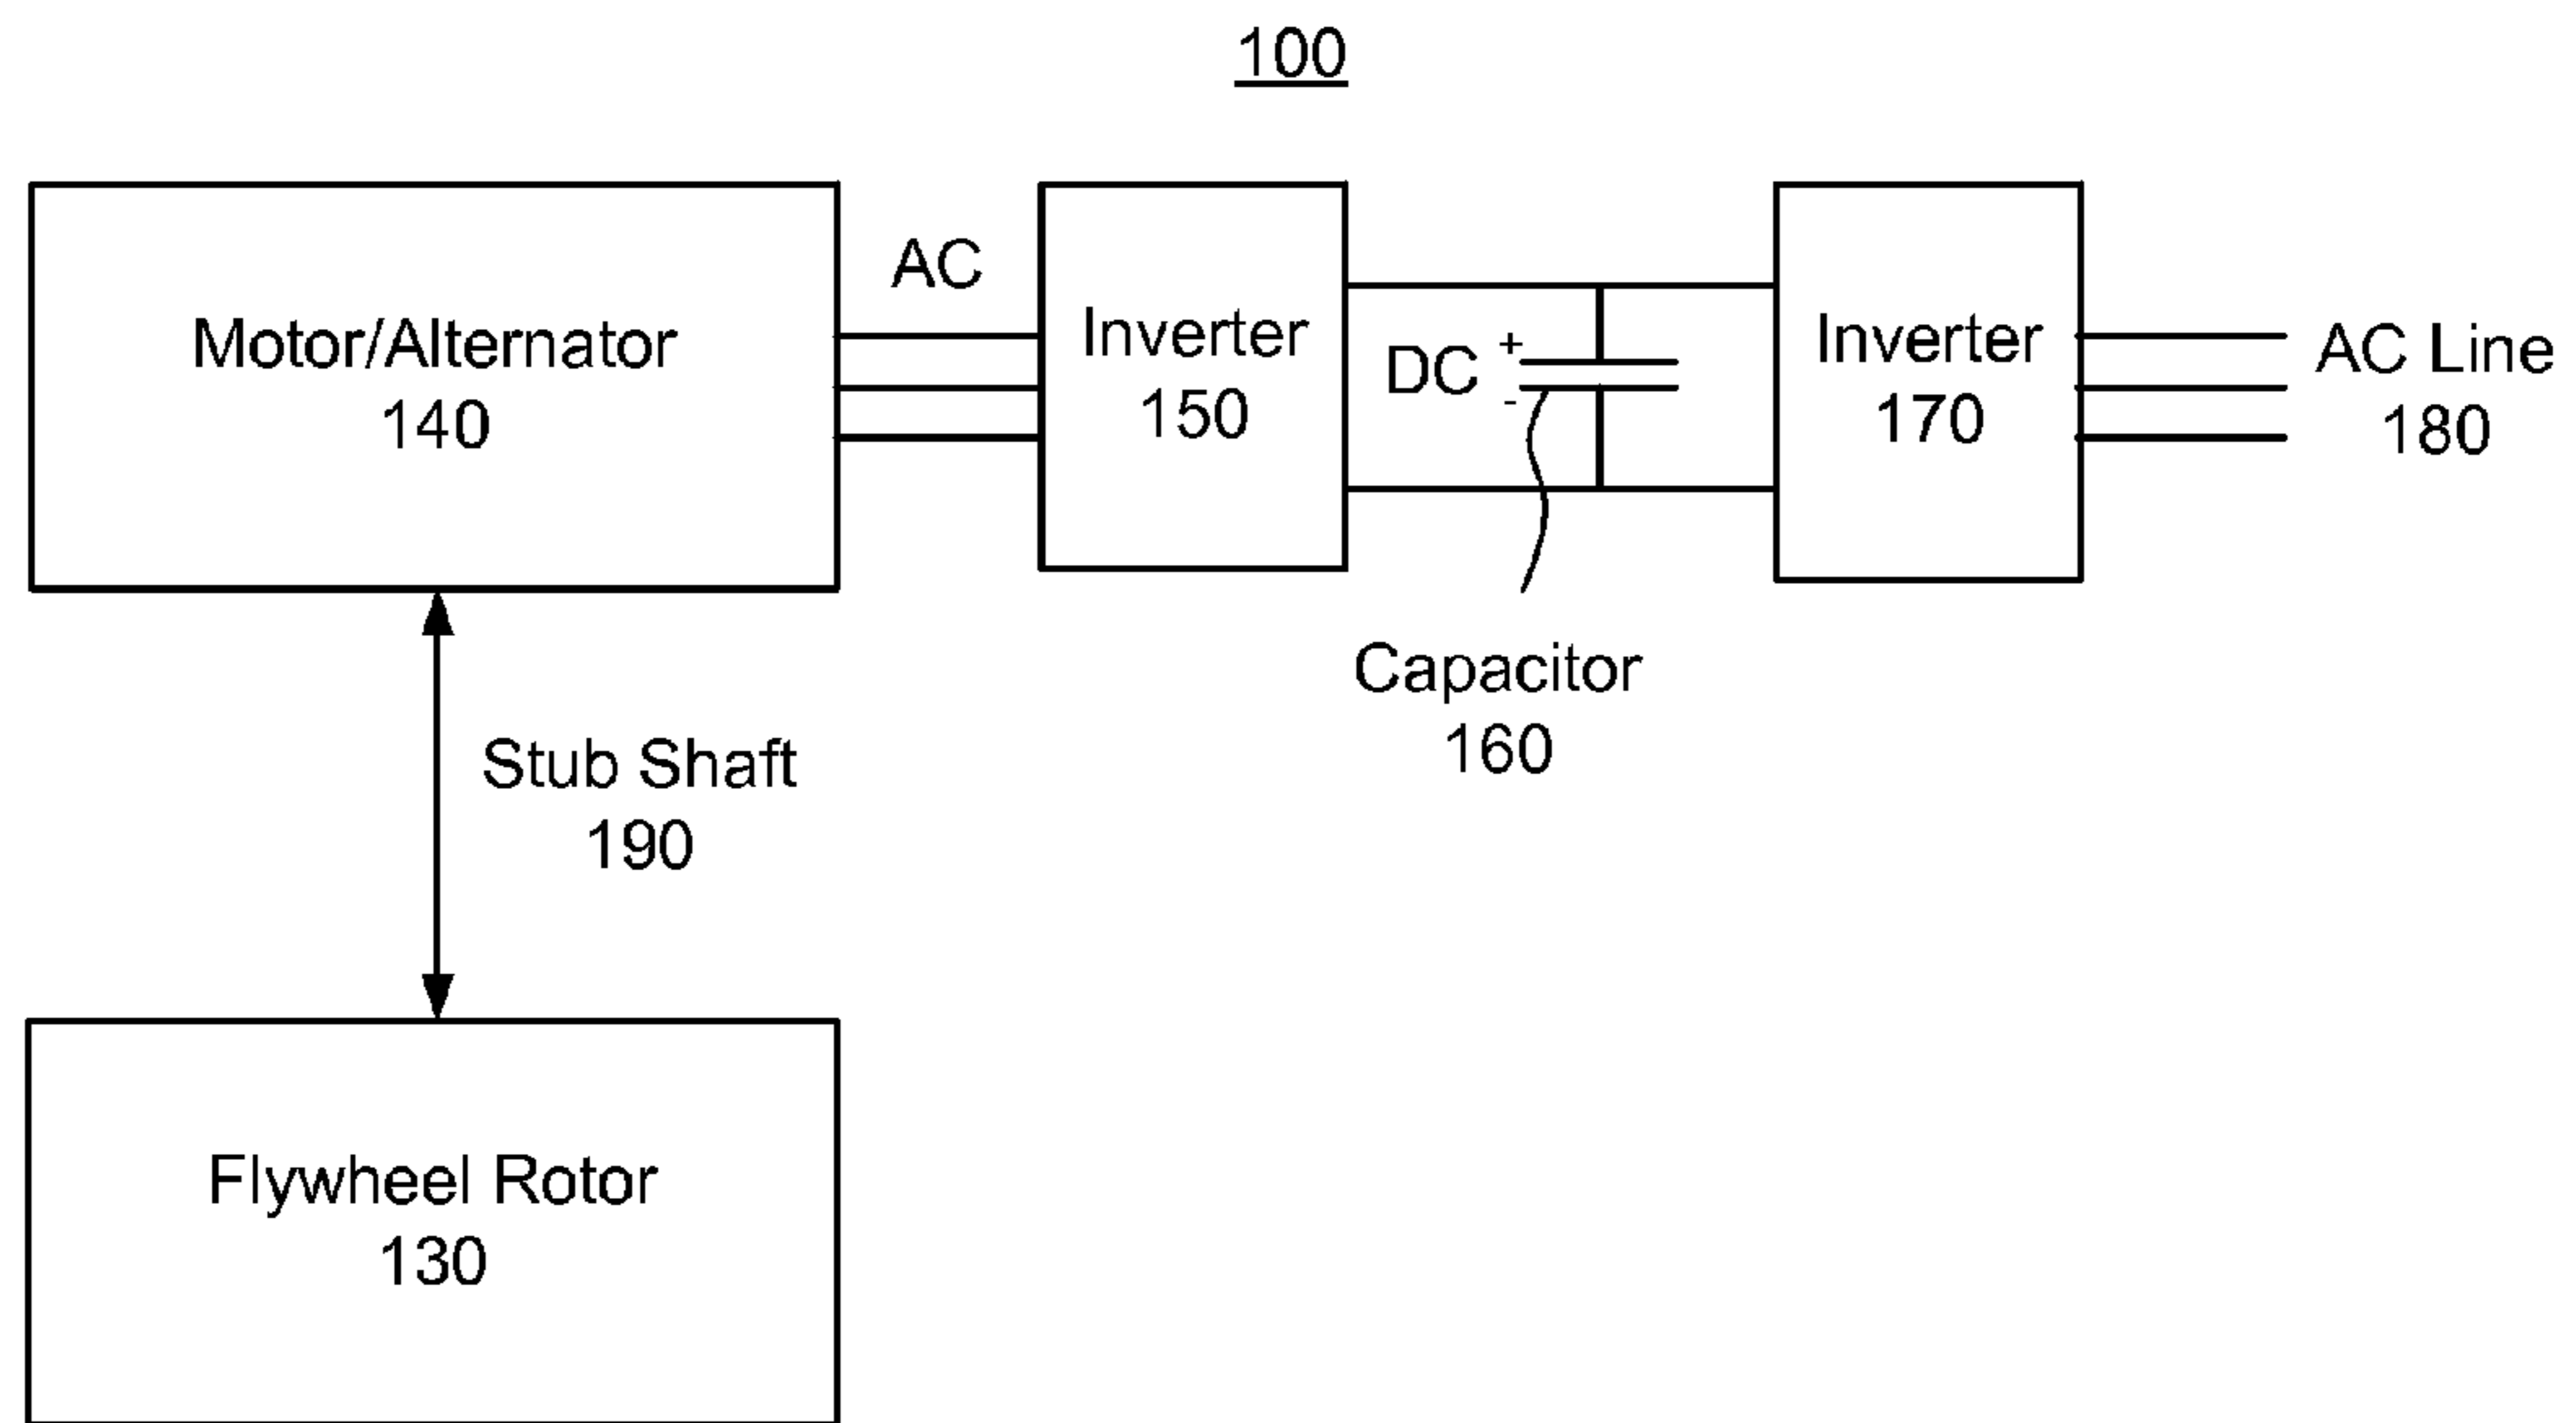 100
Motor/Alternator
140
AC
Inverter
150
DC
+
-
Inverter
170
AC Line
180
Capacitor
160
Stub Shaft
190
Flywheel Rotor
130